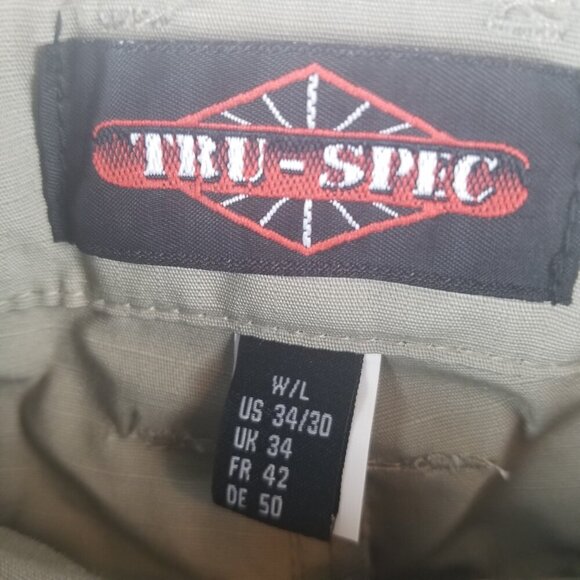 TRU-SPEC
W/L
US 34/30
UK 34
FR 42
DE 50